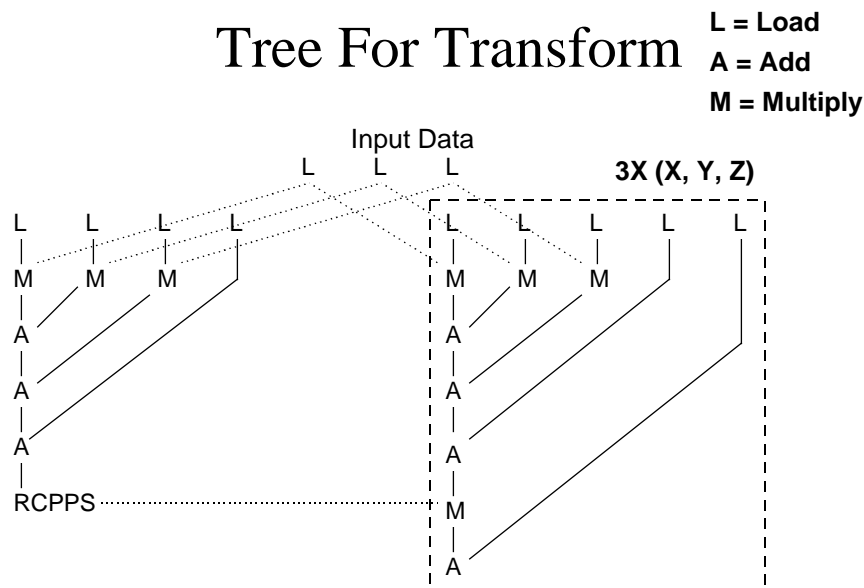 Tree For Transform
L = Load
A = Add
M = Multiply
Input Data
L L L
3X (X, Y, Z)
L L L L L L L L L
M M M M M M
A A
A A
A A
RCPPS M
A